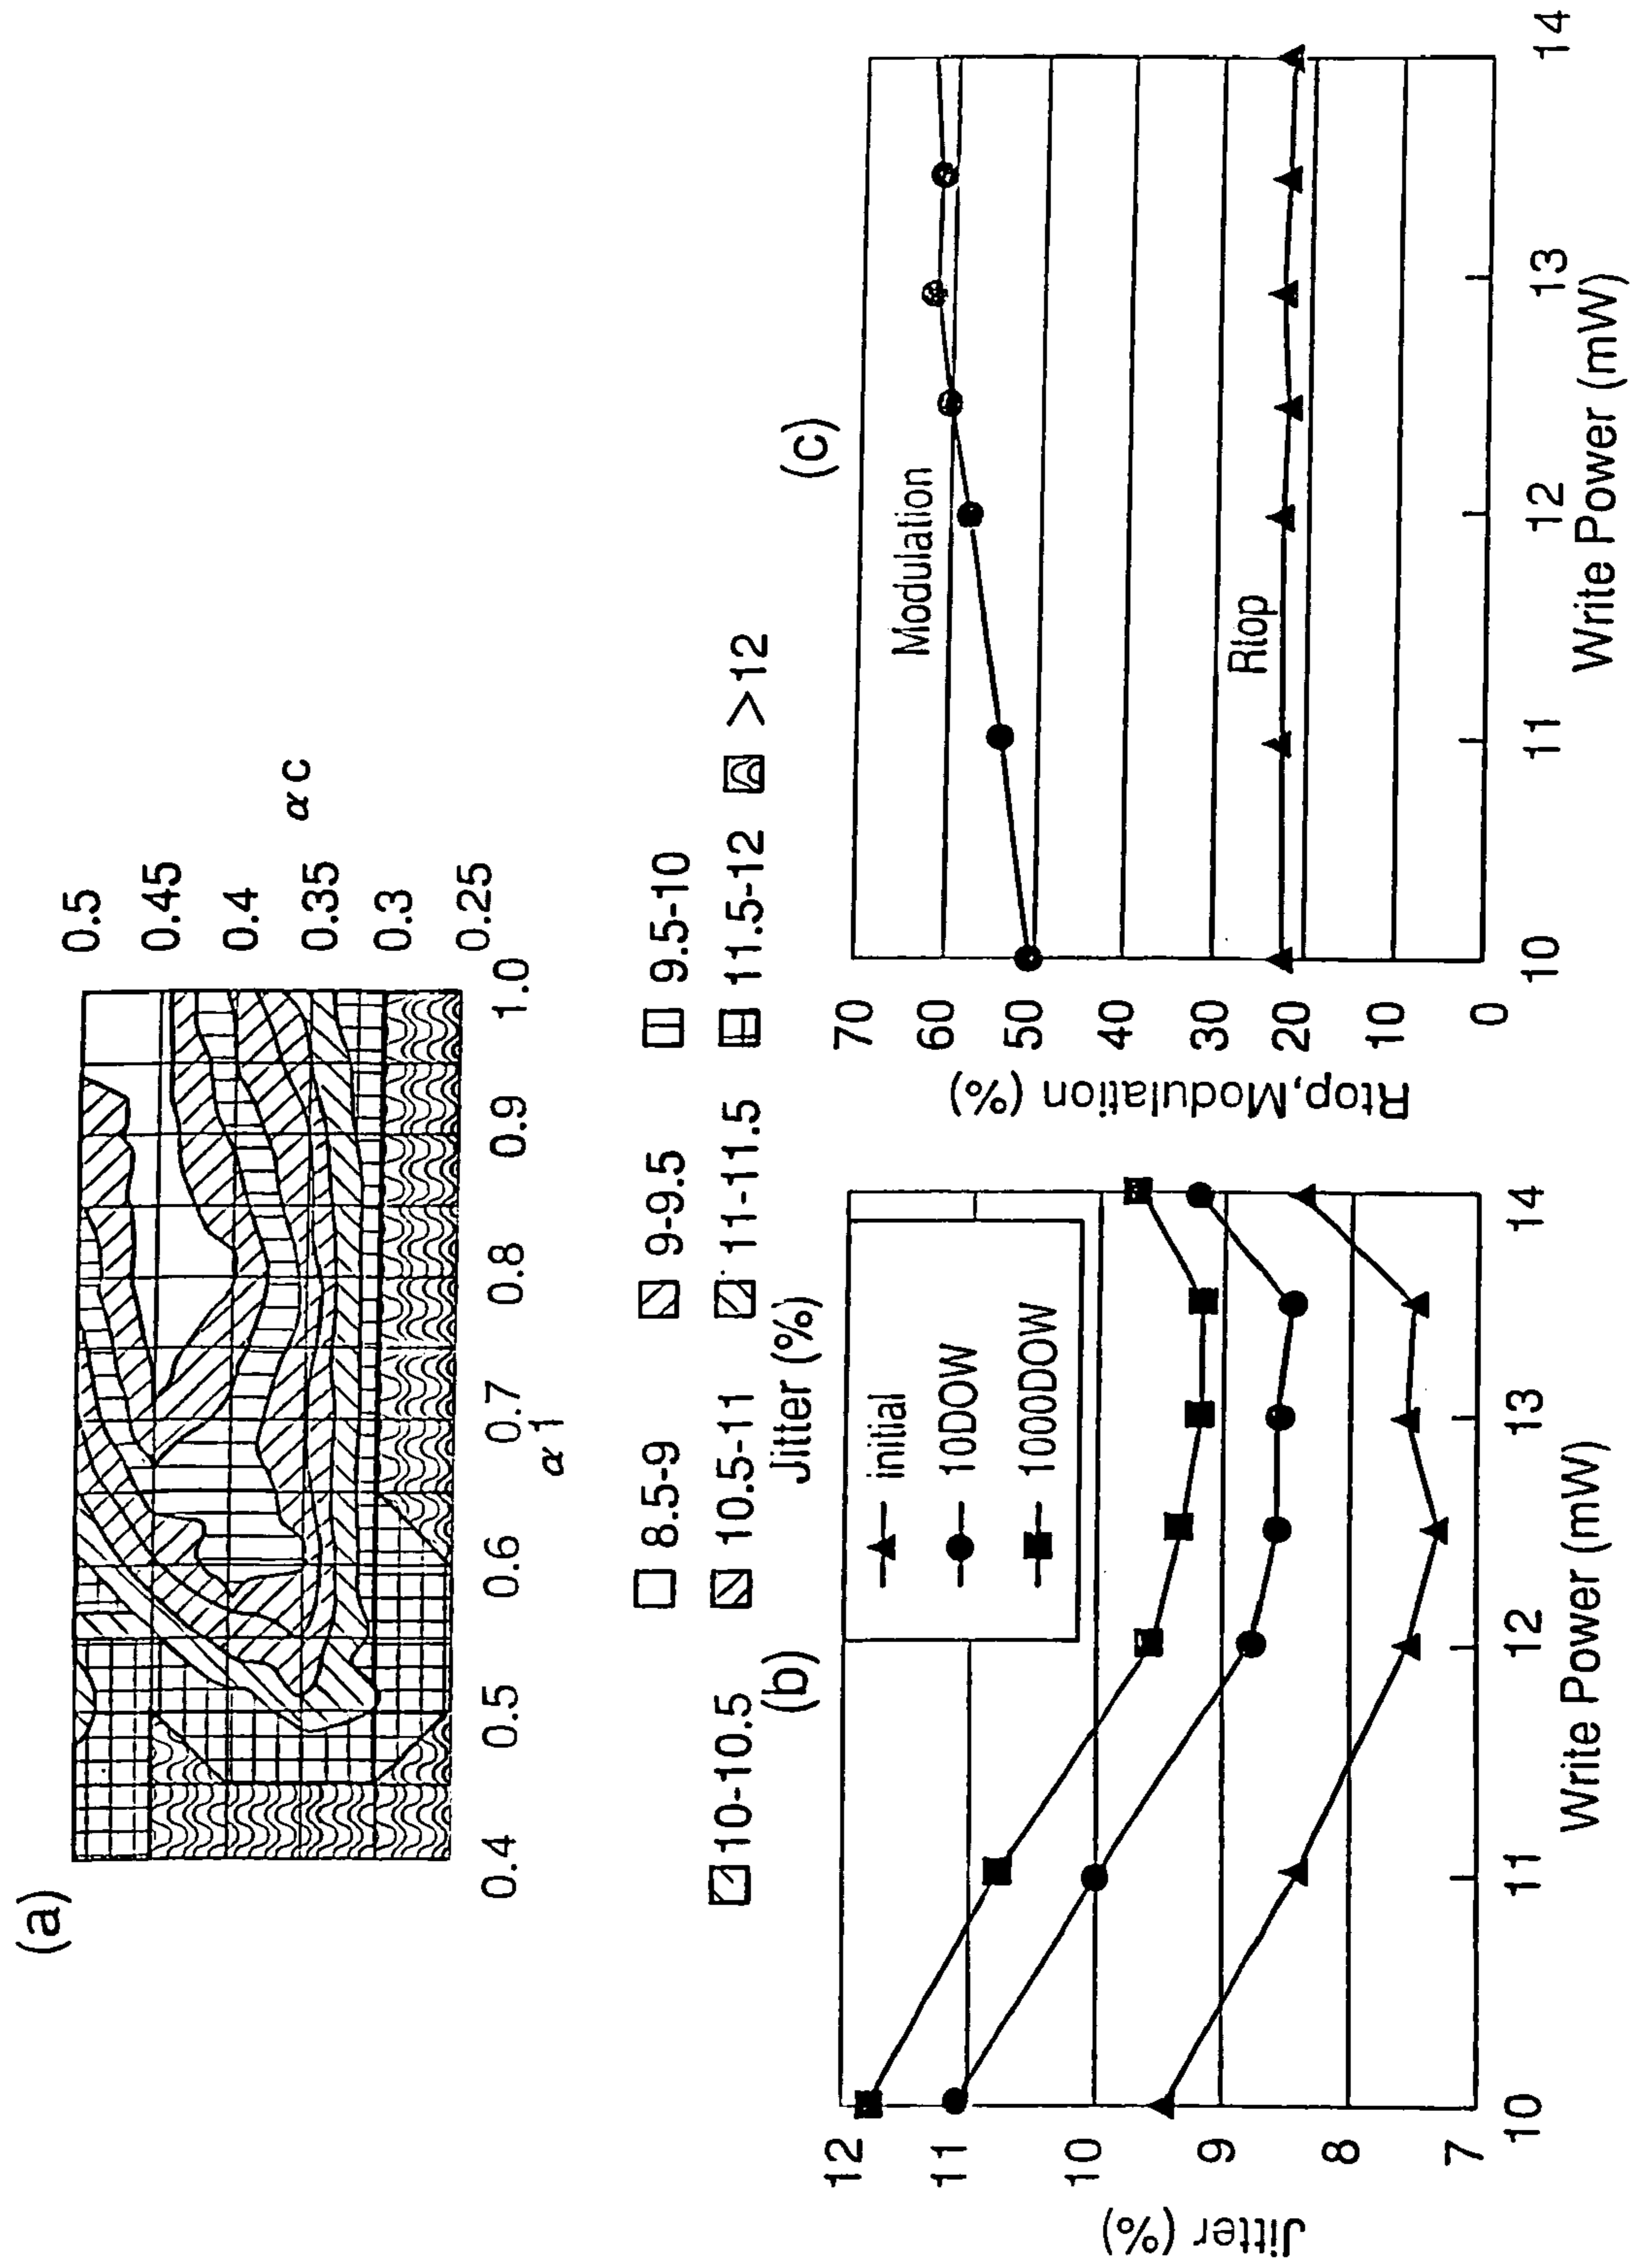 (a)
0.5
0.45
0.4
0.35
0.3
0.25
αc
0.4 0.5 0.6 0.7 0.8 0.9 1.0
α1
8.5-9 9-9.5 9.5-10
10-10.5 10.5-11 11-11.5 11.5-12 >12
Jitter (%)
(b)
12
11
10
9
8
7
Jitter (%)
initial
10DOW
1000DOW
10 11 12 13 14
Write Power (mW)
(c)
70
60
50
40
30
20
10
0
Rtop,Modulation (%)
Modulation
Rtop
10 11 12 13 14
Write Power (mW)